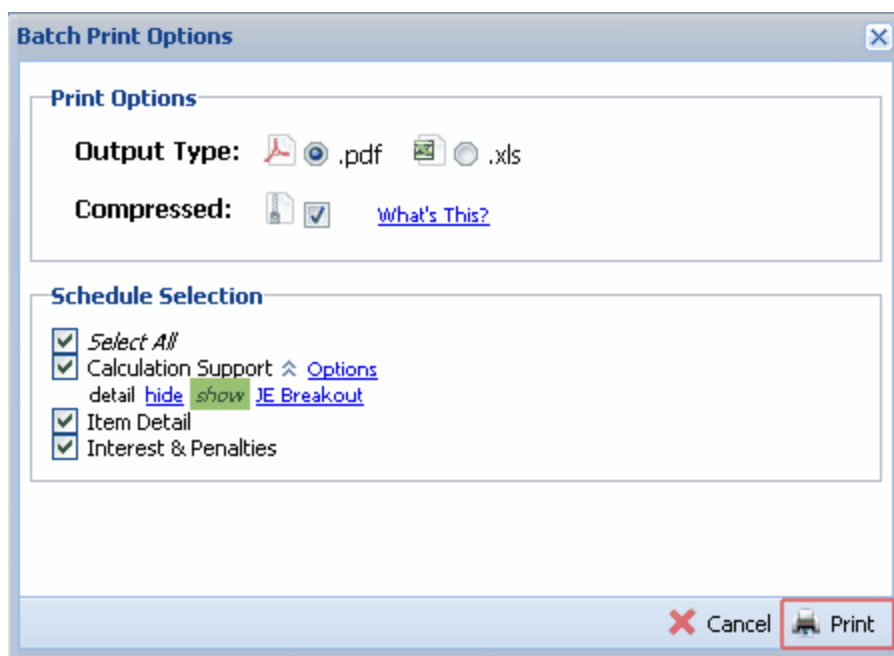 Batch Print Options
Print Options
Output Type: .pdf .xls
Compressed: What's This?
Schedule Selection
Select All
Calculation Support Options
detail hide show JE Breakout
Item Detail
Interest & Penalties
Cancel Print